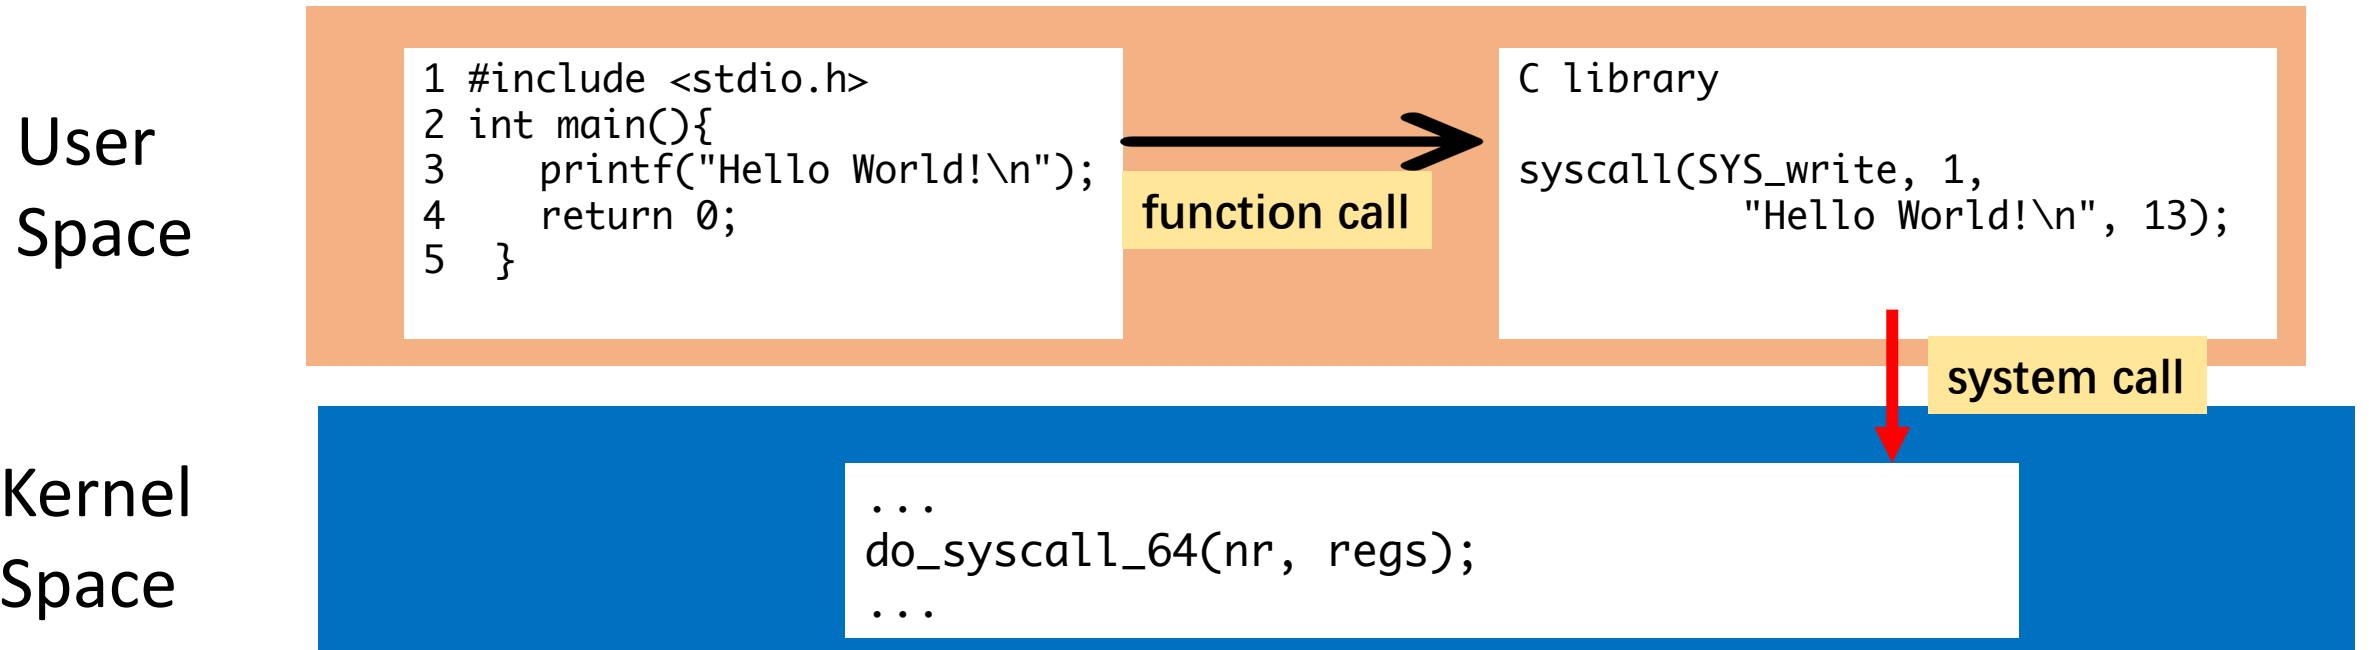 User
Space
1 #include <stdio.h>
2 int main(){
3    printf("Hello World!\n");
4    return 0;
5  }
function call
C library
syscall(SYS_write, 1,
          "Hello World!\n", 13);
system call
Kernel
Space
...
do_syscall_64(nr, regs);
...